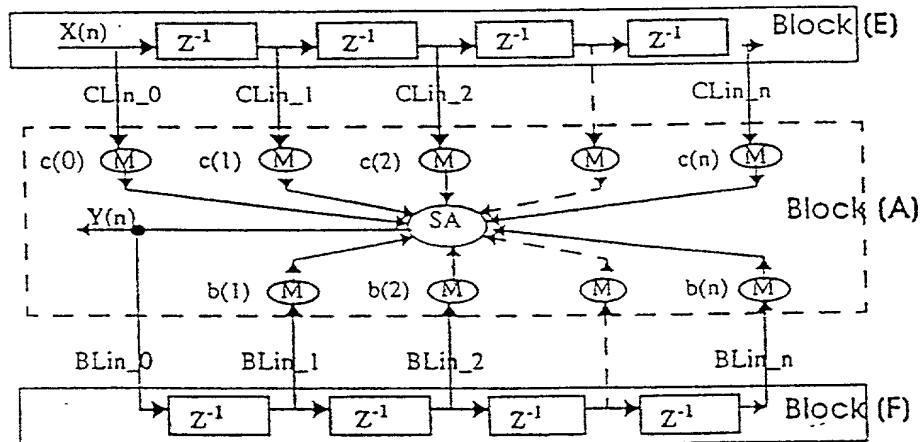 X(n) Z⁻¹ Z⁻¹ Z⁻¹ Z⁻¹ Block (E)
CLin_0 CLin_1 CLin_2 CLin_n
c(0) M c(1) M c(2) M M c(n) M
Y(n) SA Block (A)
b(1) M b(2) M M b(n) M
BLin_0 BLin_1 BLin_2 BLin_n
Z⁻¹ Z⁻¹ Z⁻¹ Z⁻¹ Block (F)